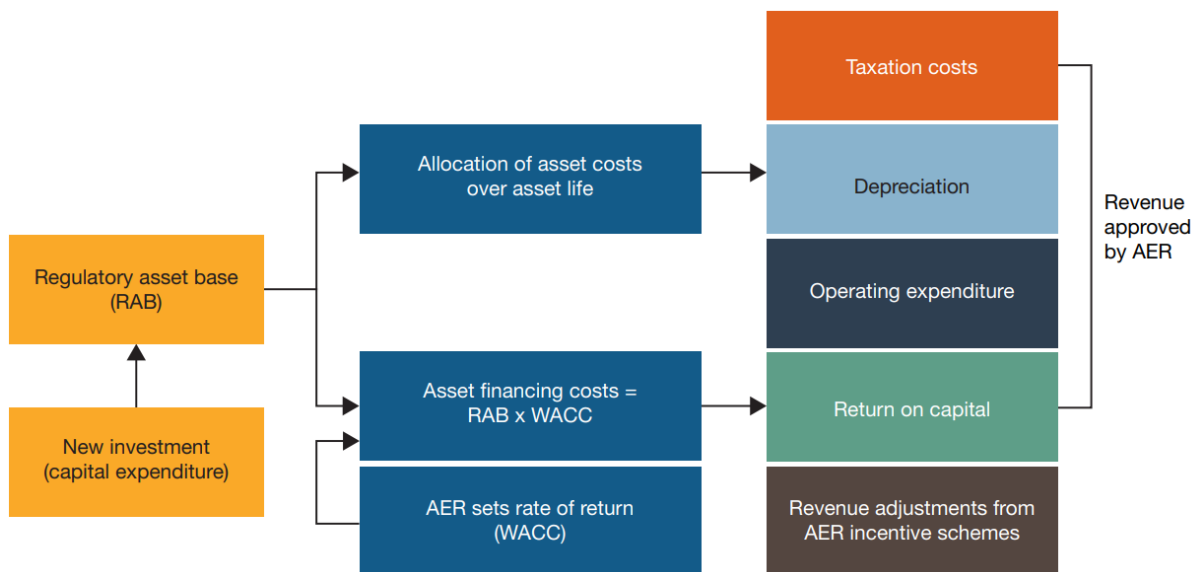 Taxation costs
Allocation of asset costs
over asset life
Depreciation
Revenue
approved
by AER
Regulatory asset base
(RAB)
Operating expenditure
Asset financing costs =
RAB x WACC
Return on capital
New investment
(capital expenditure)
AER sets rate of return
(WACC)
Revenue adjustments from
AER incentive schemes